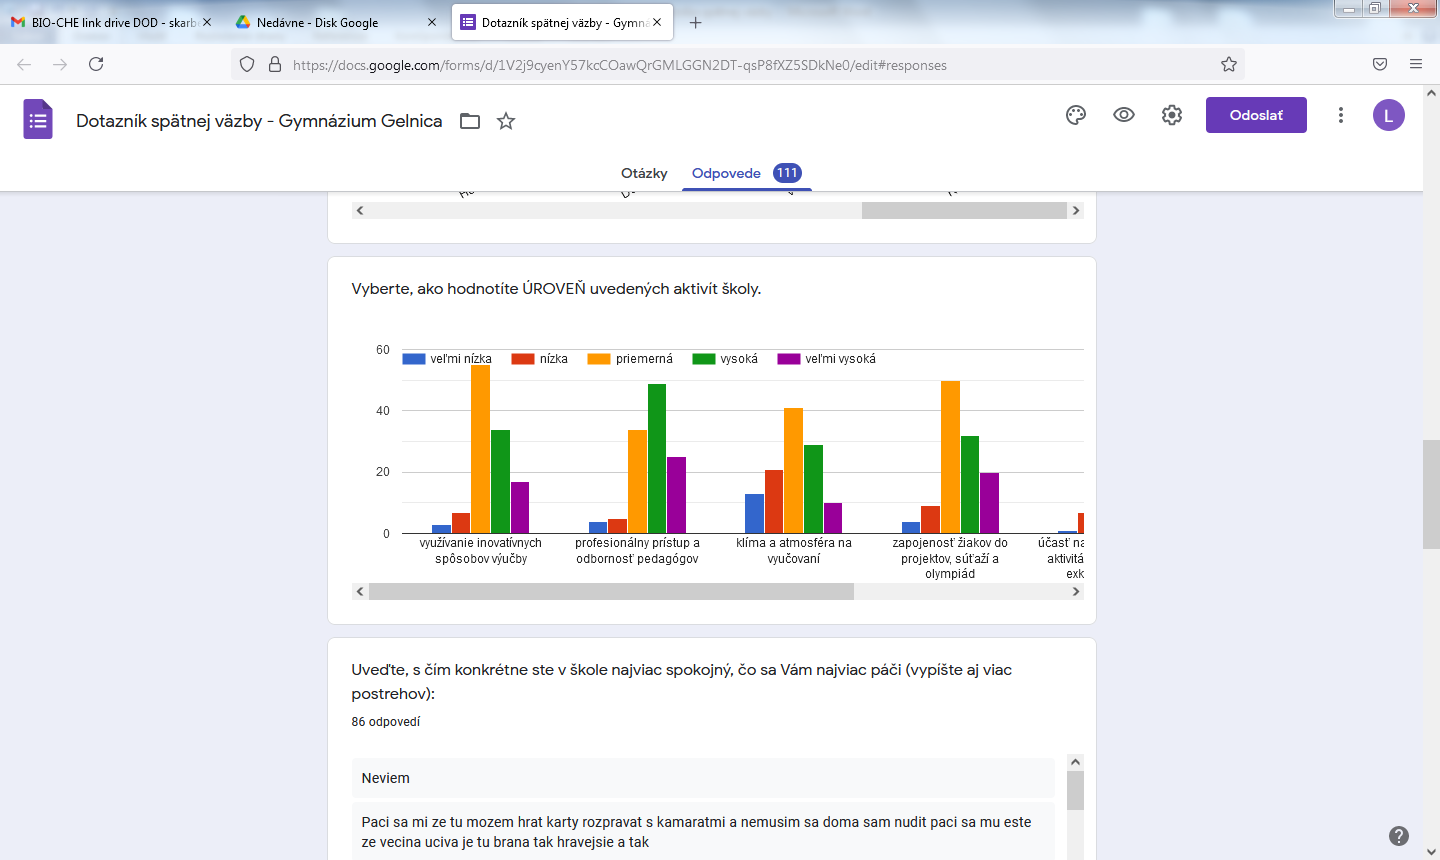 BIO-CHE link drive DOD - skarb
Nedávne - Disk Google
Dotazník spätnej väzby - Gymna
https://docs.google.com/forms/d/1V2j9cyenY57kcCOawQrGMLGGN2DT-qsP8fXZ5SDkNe0/edit#responses
Dotazník spätnej väzby - Gymnázium Gelnica
Odoslať
L
Otázky
Odpovede 111
Vyberte, ako hodnotíte ÚROVEŇ uvedených aktivít školy.
60
40
20
0
veľmi nízka
nízka
priemerná
vysoká
veľmi vysoká
využívanie inovatívnych
spôsobov výučby
profesionálny prístup a
odbornosť pedagógov
klíma a atmosféra na
vyučovaní
zapojenosť žiakov do
projektov, súťaží a
olympiád
účasť na
aktivitá
exk
Uveďte, s čím konkrétne ste v škole najviac spokojný, čo sa Vám najviac páči (vypíšte aj viac
postrehov):
86 odpovedí
Neviem
Paci sa mi ze tu mozem hrat karty rozpravat s kamaratmi a nemusim sa doma sam nudit paci sa mu este
ze vecina uciva je tu brana tak hravejsie a tak